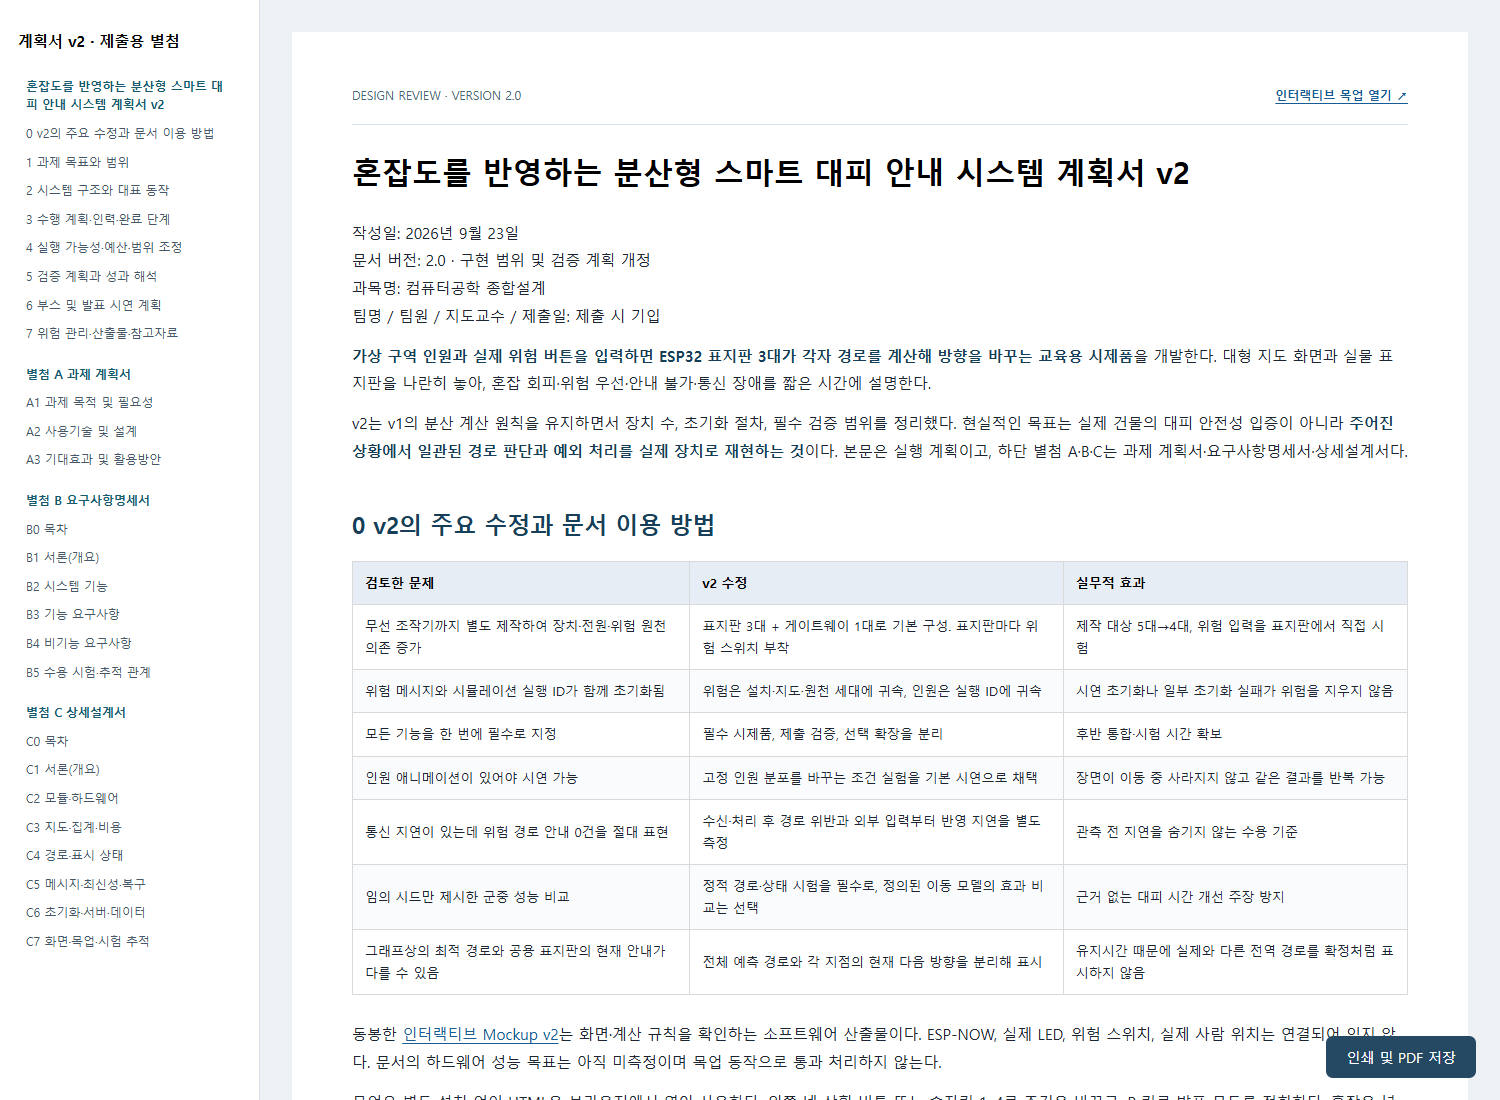 계획서 v2 · 제출용 별첨
혼잡도를 반영하는 분산형 스마트 대
피 안내 시스템 계획서 v2
0 v2의 주요 수정과 문서 이용 방법
1 과제 목표와 범위
2 시스템 구조와 대표 동작
3 수행 계획·인력·완료 단계
4 실행 가능성·예산·범위 조정
5 검증 계획과 성과 해석
6 부스 및 발표 시연 계획
7 위험 관리·산출물·참고자료
별첨 A 과제 계획서
A1 과제 목적 및 필요성
A2 사용기술 및 설계
A3 기대효과 및 활용방안
별첨 B 요구사항명세서
B0 목차
B1 서론(개요)
B2 시스템 기능
B3 기능 요구사항
B4 비기능 요구사항
B5 수용 시험·추적 관계
별첨 C 상세설계서
C0 목차
C1 서론(개요)
C2 모듈·하드웨어
C3 지도·집계·비용
C4 경로·표시 상태
C5 메시지·최신성·복구
C6 초기화·서버·데이터
C7 화면·목업·시험 추적
DESIGN REVIEW · VERSION 2.0
인터랙티브 목업 열기 ↗
혼잡도를 반영하는 분산형 스마트 대피 안내 시스템 계획서 v2
작성일: 2026년 9월 23일
문서 버전: 2.0 · 구현 범위 및 검증 계획 개정
과목명: 컴퓨터공학 종합설계
팀명 / 팀원 / 지도교수 / 제출일: 제출 시 기입
가상 구역 인원과 실제 위험 버튼을 입력하면 ESP32 표지판 3대가 각자 경로를 계산해 방향을 바꾸는 교육용 시제품을 개발한다. 대형 지도 화면과 실물 표
지판을 나란히 놓아, 혼잡 회피·위험 우선·안내 불가·통신 장애를 짧은 시간에 설명한다.
v2는 v1의 분산 계산 원칙을 유지하면서 장치 수, 초기화 절차, 필수 검증 범위를 정리했다. 현실적인 목표는 실제 건물의 대피 안전성 입증이 아니라 주어진
상황에서 일관된 경로 판단과 예외 처리를 실제 장치로 재현하는 것이다. 본문은 실행 계획이고, 하단 별첨 A·B·C는 과제 계획서·요구사항명세서·상세설계서다.
0 v2의 주요 수정과 문서 이용 방법
검토한 문제
v2 수정
실무적 효과
무선 조작기까지 별도 제작하여 장치·전원·위험 원천
의존 증가
표지판 3대 + 게이트웨이 1대로 기본 구성. 표지판마다 위
험 스위치 부착
제작 대상 5대→4대, 위험 입력을 표지판에서 직접 시
험
위험 메시지와 시뮬레이션 실행 ID가 함께 초기화됨
위험은 설치·지도·원천 세대에 귀속, 인원은 실행 ID에 귀속
시연 초기화나 일부 초기화 실패가 위험을 지우지 않음
모든 기능을 한 번에 필수로 지정
필수 시제품, 제출 검증, 선택 확장을 분리
후반 통합·시험 시간 확보
인원 애니메이션이 있어야 시연 가능
고정 인원 분포를 바꾸는 조건 실험을 기본 시연으로 채택
장면이 이동 중 사라지지 않고 같은 결과를 반복 가능
통신 지연이 있는데 위험 경로 안내 0건을 절대 표현
수신·처리 후 경로 위반과 외부 입력부터 반영 지연을 별도
측정
관측 전 지연을 숨기지 않는 수용 기준
임의 시드만 제시한 군중 성능 비교
정적 경로·상태 시험을 필수로, 정의된 이동 모델의 효과 비
교는 선택
근거 없는 대피 시간 개선 주장 방지
그래프상의 최적 경로와 공용 표지판의 현재 안내가
다를 수 있음
전체 예측 경로와 각 지점의 현재 다음 방향을 분리해 표시
유지시간 때문에 실제와 다른 전역 경로를 확정처럼 표
시하지 않음
동봉한 인터랙티브 Mockup v2는 화면·계산 규칙을 확인하는 소프트웨어 산출물이다. ESP-NOW, 실제 LED, 위험 스위치, 실제 사람 위치는 연결되어 있지 않
다. 문서의 하드웨어 성능 목표는 아직 미측정이며 목업 동작으로 통과 처리하지 않는다.
인쇄 및 PDF 저장